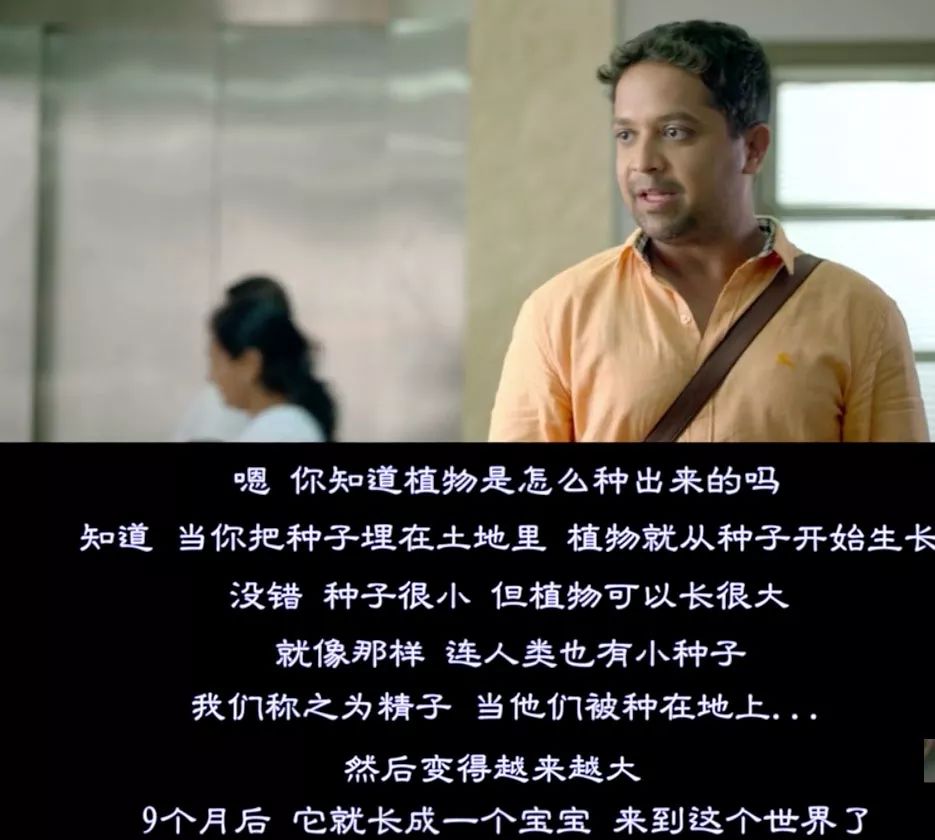 嗯 你知道植物是怎么种出来的吗
知道 当你把种子埋在土地里 植物就从种子开始生长
没错 种子很小 但植物可以长很大
就像那样 连人类也有小种子
我们称之为精子 当他们被种在地上...
然后变得越来越大
9个月后 它就长成一个宝宝 来到这个世界了